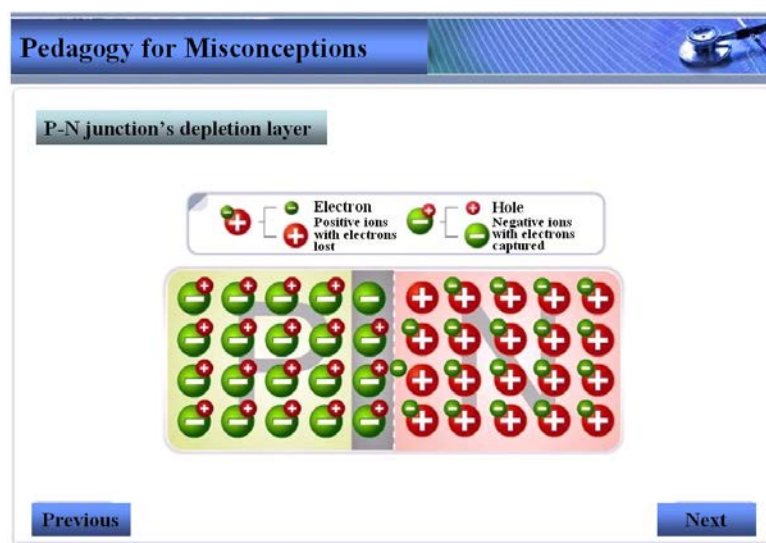 Pedagogy for Misconceptions
P-N junction's depletion layer
Electron
Positive ions
with electrons
lost
Hole
Negative ions
with electrons
captured
P N
Previous
Next